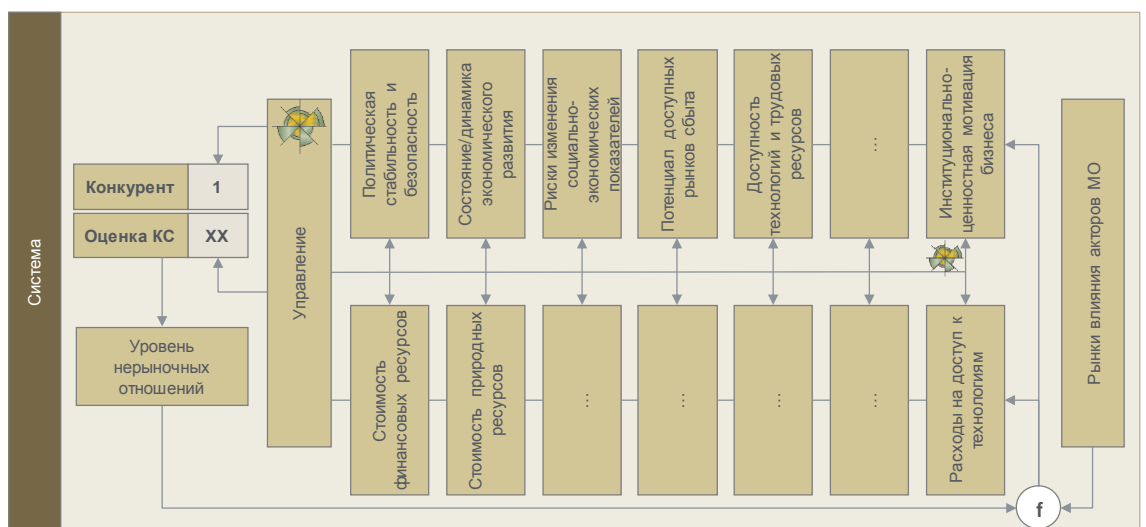 Система
Конкурент
1
Оценка КС
XX
Уровень
нерыночных
отношений
Управление
Политическая
стабильность и
безопасность
Состояние/динамика
экономического
развития
Риски изменения
социально-
экономических
показателей
Потенциал доступных
рынков сбыта
Доступность
технологий и трудовых
ресурсов
...
Институционально-
ценностная мотивация
бизнеса
Стоимость
финансовых ресурсов
Стоимость природных
ресурсов
...
...
...
...
Расходы на доступ к
технологиям
Рынки влияния акторов МО
f